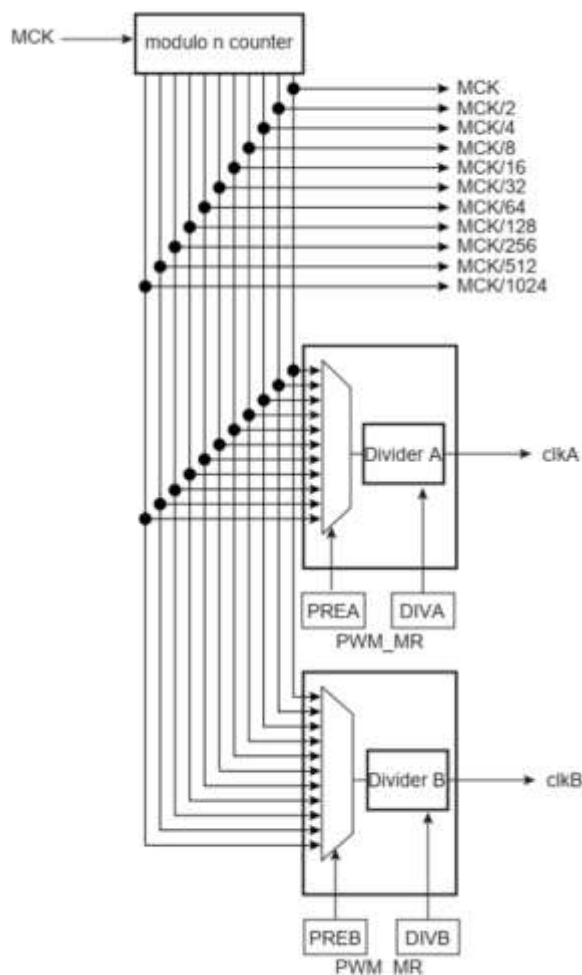 MCK
modulo n counter
MCK
MCK/2
MCK/4
MCK/8
MCK/16
MCK/32
MCK/64
MCK/128
MCK/256
MCK/512
MCK/1024
Divider A
clkA
PREA
DIVA
PWM_MR
Divider B
clkB
PREB
DIVB
PWM_MR